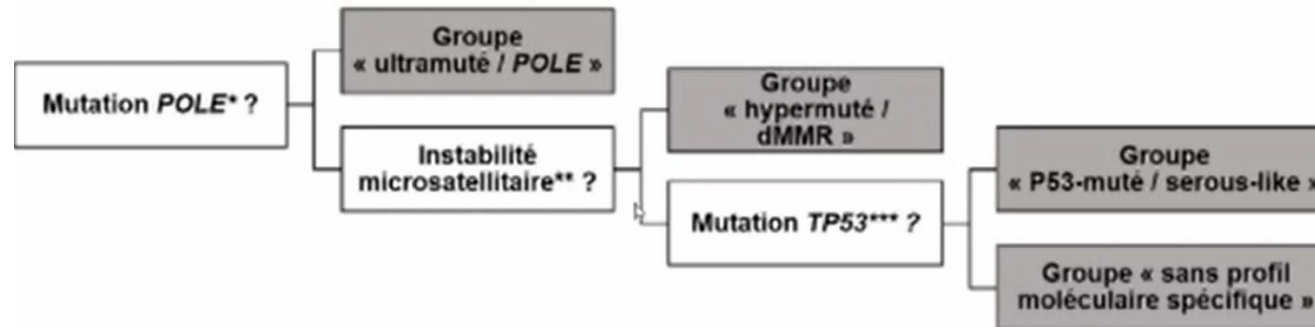 Mutation POLE* ?
Groupe
« ultramuté / POLE »
Instabilité
microsatellitaire** ?
Groupe
« hypermuté /
dMMR »
Mutation TP53*** ?
Groupe
« P53-muté / serous-like »
Groupe « sans profil
moléculaire spécifique »